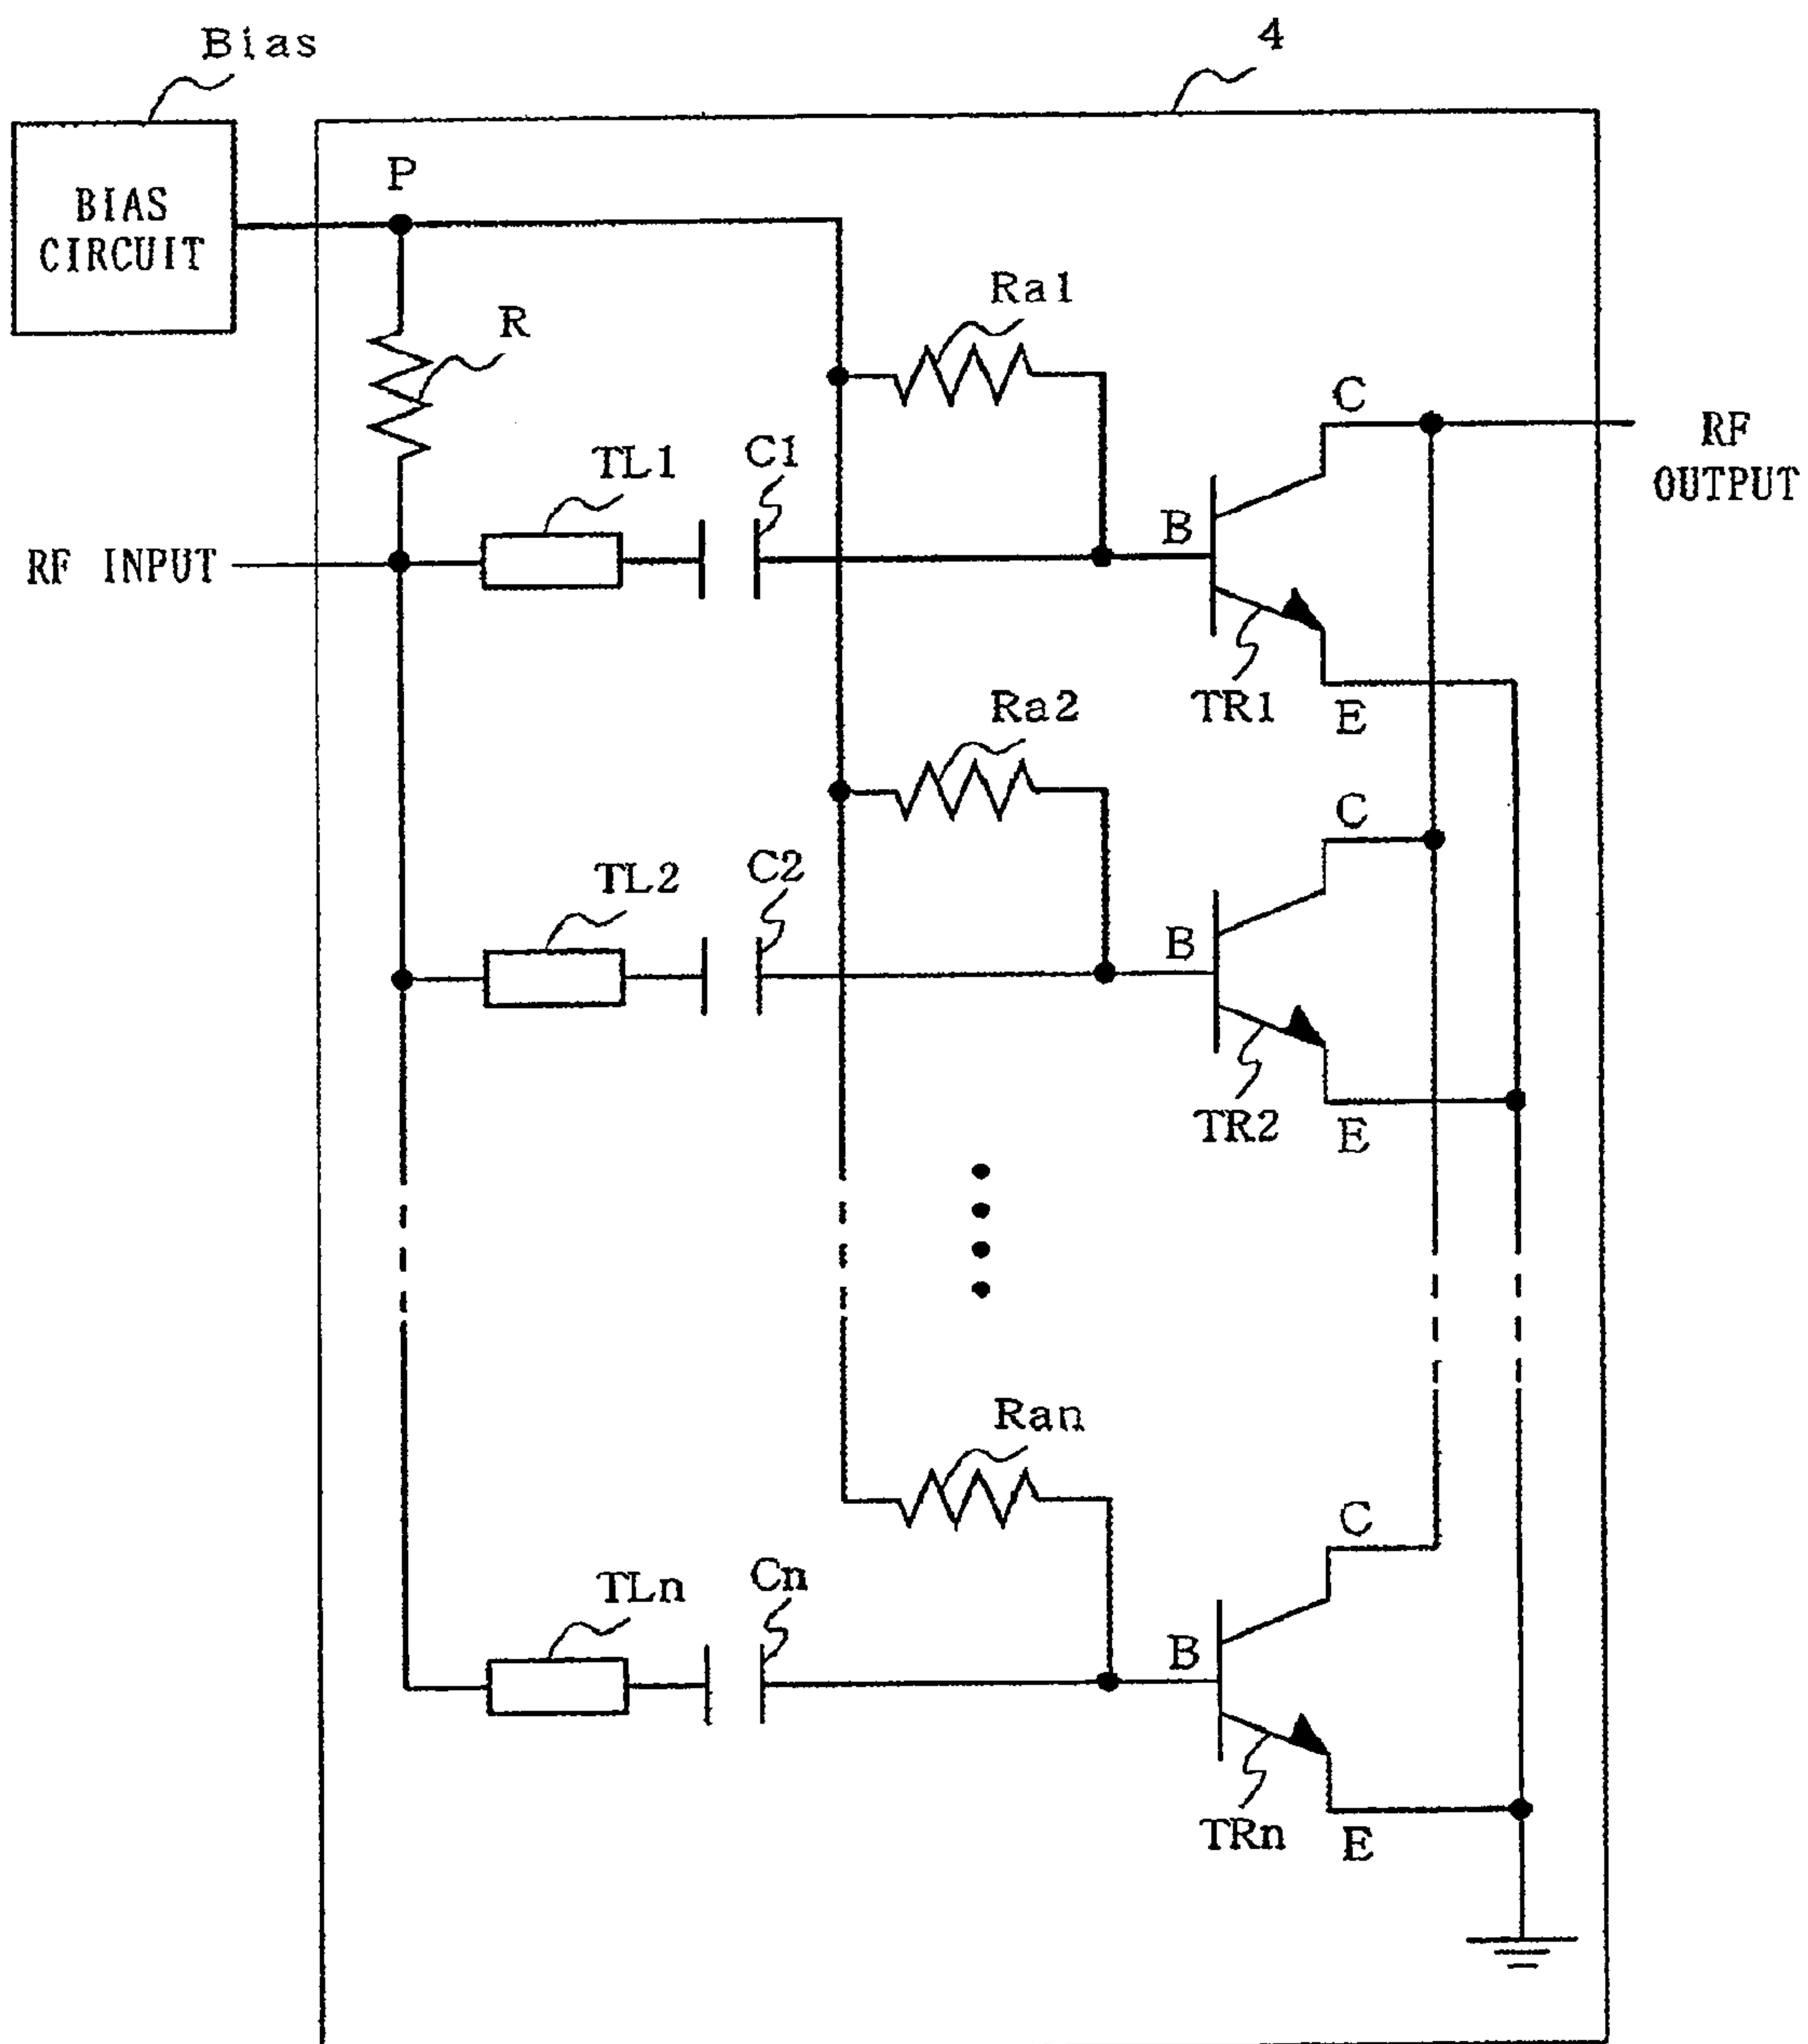 Bias
4
BIAS
CIRCUIT
P
R
Ra1
C
RF
OUTPUT
TL1
C1
B
RF INPUT
TR1
E
Ra2
C
TL2
C2
B
TR2
E
Ran
C
TLn
Cn
B
TRn
E